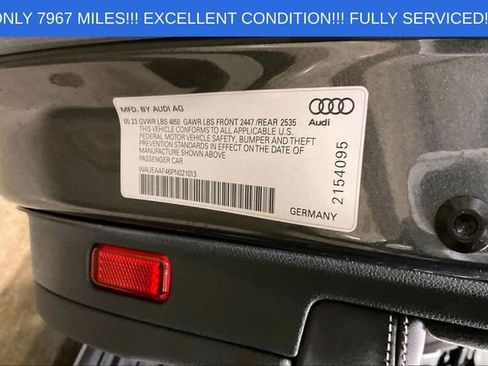 ONLY 7967 MILES!!! EXCELLENT CONDITION!!! FULLY SERVICED!
MFD. BY AUDI AG
05 23 GVWR LBS 4850 GAWR LBS FRONT 2447 /REAR 2535
THIS VEHICLE CONFORMS TO ALL APPLICABLE U.S.
FEDERAL MOTOR VEHICLE SAFETY, BUMPER AND THEFT
PREVENTION STANDARDS IN EFFECT ON THE DATE OF
MANUFACTURE SHOWN ABOVE
PASSENGER CAR
WAUEAAF46PN021013
Audi
2154095
GERMANY